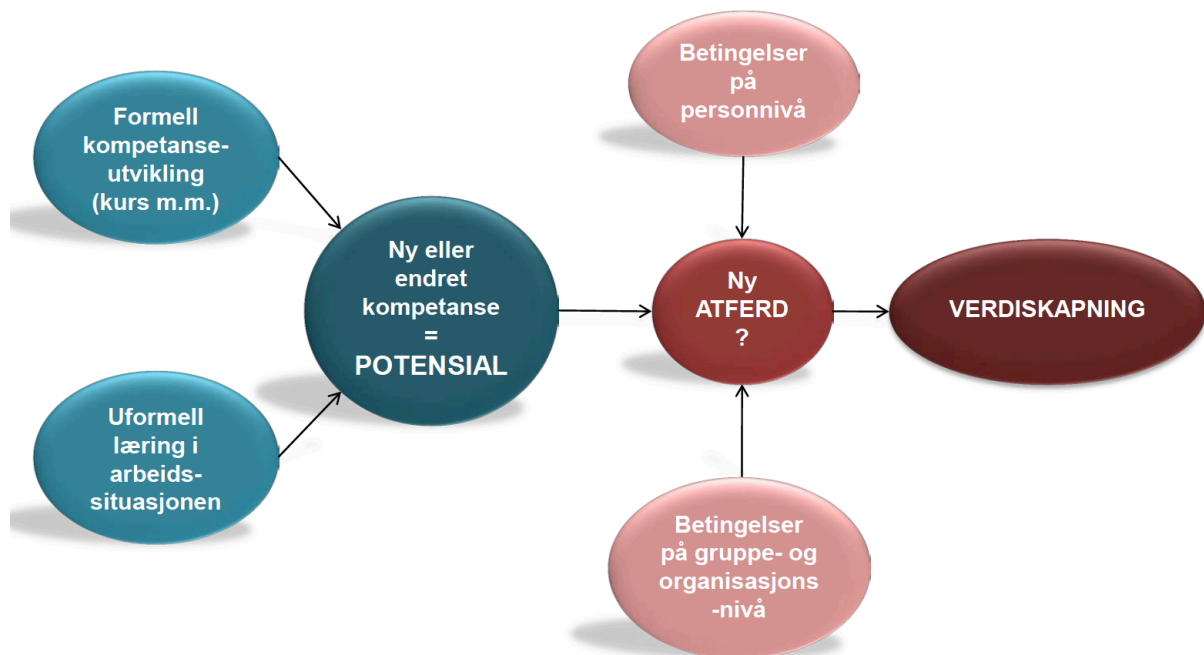 Formell
kompetanse-
utvikling
(kurs m.m.)
Uformell
læring i
arbeids-
situasjonen
Ny eller
endret
kompetanse
=
POTENSIAL
Betingelser
på
personnivå
Ny
ATFERD
?
Betingelser
på gruppe- og
organisasjons
-nivå
VERDISKAPNING